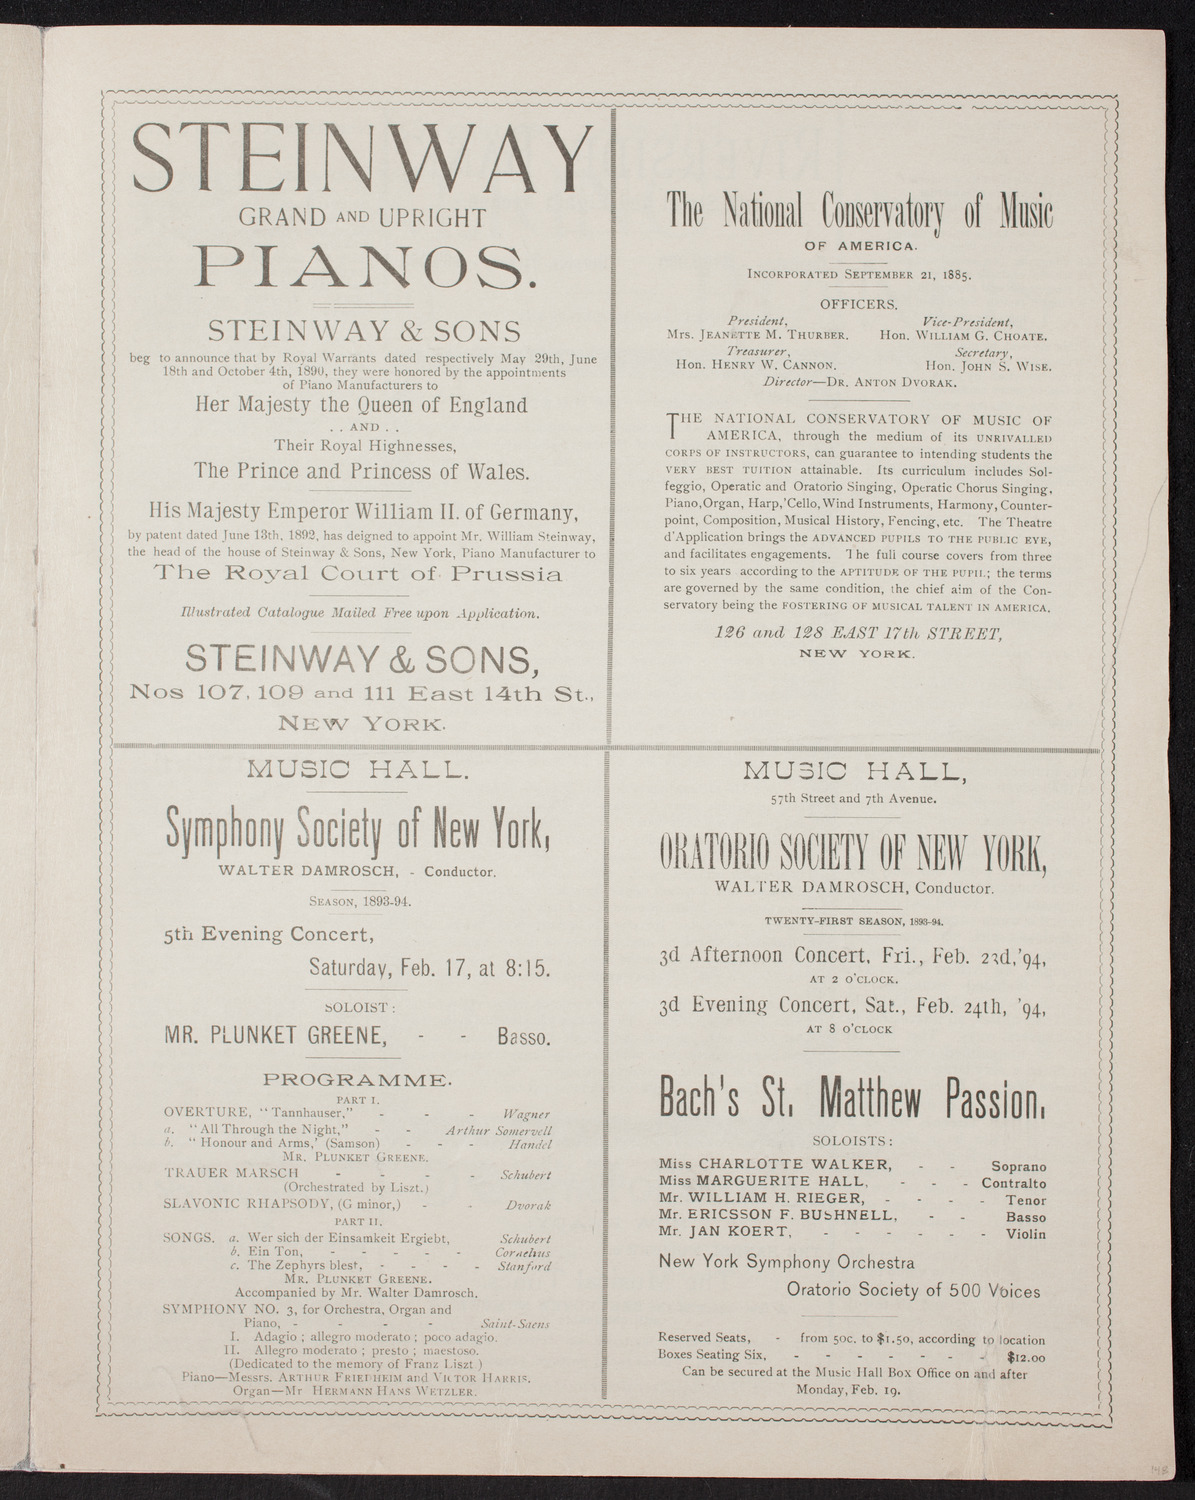 STEINWAY
GRAND AND UPRIGHT
PIANOS.
STEINWAY & SONS
beg to announce that by Royal Warrants dated respectively May 29th, June
18th and October 4th, 1890, they were honored by the appointments
of Piano Manufacturers to
Her Majesty the Queen of England
. . AND . .
Their Royal Highnesses,
The Prince and Princess of Wales.
His Majesty Emperor William II. of Germany,
by patent dated June 13th, 1892, has deigned to appoint Mr. William Steinway,
the head of the house of Steinway & Sons, New York, Piano Manufacturer to
The Royal Court of Prussia
Illustrated Catalogue Mailed Free upon Application.
STEINWAY & SONS,
Nos 107, 109 and 111 East 14th St.,
NEW YORK.
The National Conservatory of Music
OF AMERICA.
INCORPORATED SEPTEMBER 21, 1885.
OFFICERS.
President, Vice-President,
MRS. JEANETTE M. THURBER. HON. WILLIAM G. CHOATE.
Treasurer, Secretary,
HON. HENRY W. CANNON. HON. JOHN S. WISE.
Director—DR. ANTON DVORAK.
THE NATIONAL CONSERVATORY OF MUSIC OF
AMERICA, through the medium of its UNRIVALLED
CORPS OF INSTRUCTORS, can guarantee to intending students the
VERY BEST TUITION attainable. Its curriculum includes Sol-
feggio, Operatic and Oratorio Singing, Operatic Chorus Singing,
Piano, Organ, Harp, 'Cello, Wind Instruments, Harmony, Counter-
point, Composition, Musical History, Fencing, etc. The Theatre
d'Application brings the ADVANCED PUPILS TO THE PUBLIC EYE,
and facilitates engagements. The full course covers from three
to six years according to the APTITUDE OF THE PUPIL; the terms
are governed by the same condition, the chief aim of the Con-
servatory being the FOSTERING OF MUSICAL TALENT IN AMERICA.
126 and 128 EAST 17th STREET,
NEW YORK.
MUSIC HALL.
Symphony Society of New York,
WALTER DAMROSCH, - Conductor.
SEASON, 1893-94.
5th Evening Concert,
Saturday, Feb. 17, at 8:15.
SOLOIST:
MR. PLUNKET GREENE, - - Basso.
PROGRAMME.
PART I.
OVERTURE, "Tannhauser," - - - Wagner
a. "All Through the Night," - - Arthur Somervell
b. "Honour and Arms,' (Samson) - - - Handel
MR. PLUNKET GREENE.
TRAUER MARSCH - - - - Schubert
(Orchestrated by Liszt.)
SLAVONIC RHAPSODY, (G minor,) - - Dvorak
PART II.
SONGS. a. Wer sich der Einsamkeit Ergiebt, Schubert
b. Ein Ton, - - - - - Cornelius
c. The Zephyrs blest, - - - - Stanford
MR. PLUNKET GREENE.
Accompanied by Mr. Walter Damrosch.
SYMPHONY NO. 3, for Orchestra, Organ and
Piano, - - - - Saint-Saens
I. Adagio ; allegro moderato ; poco adagio.
II. Allegro moderato ; presto ; maestoso.
(Dedicated to the memory of Franz Liszt )
Piano—Messrs. ARTHUR FRIEDHEIM and VICTOR HARRIS.
Organ—Mr HERMANN HANS WETZLER.
MUSIC HALL,
57th Street and 7th Avenue.
ORATORIO SOCIETY OF NEW YORK,
WALTER DAMROSCH, Conductor.
TWENTY-FIRST SEASON, 1893-94.
3d Afternoon Concert, Fri., Feb. 23d, '94,
AT 2 O'CLOCK.
3d Evening Concert, Sat., Feb. 24th, '94,
AT 8 O'CLOCK
Bach's St. Matthew Passion.
SOLOISTS:
Miss CHARLOTTE WALKER, - - Soprano
Miss MARGUERITE HALL, - - - Contralto
Mr. WILLIAM H. RIEGER, - - - - Tenor
Mr. ERICSSON F. BUSHNELL, - - Basso
Mr. JAN KOERT, - - - - - - Violin
New York Symphony Orchestra
Oratorio Society of 500 Voices
Reserved Seats, - from 50c. to $1.50, according to location
Boxes Seating Six, - - - - - - - $12.00
Can be secured at the Music Hall Box Office on and after
Monday, Feb. 19.